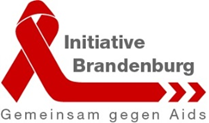 Initiative
Brandenburg
Gemeinsam gegen Aids